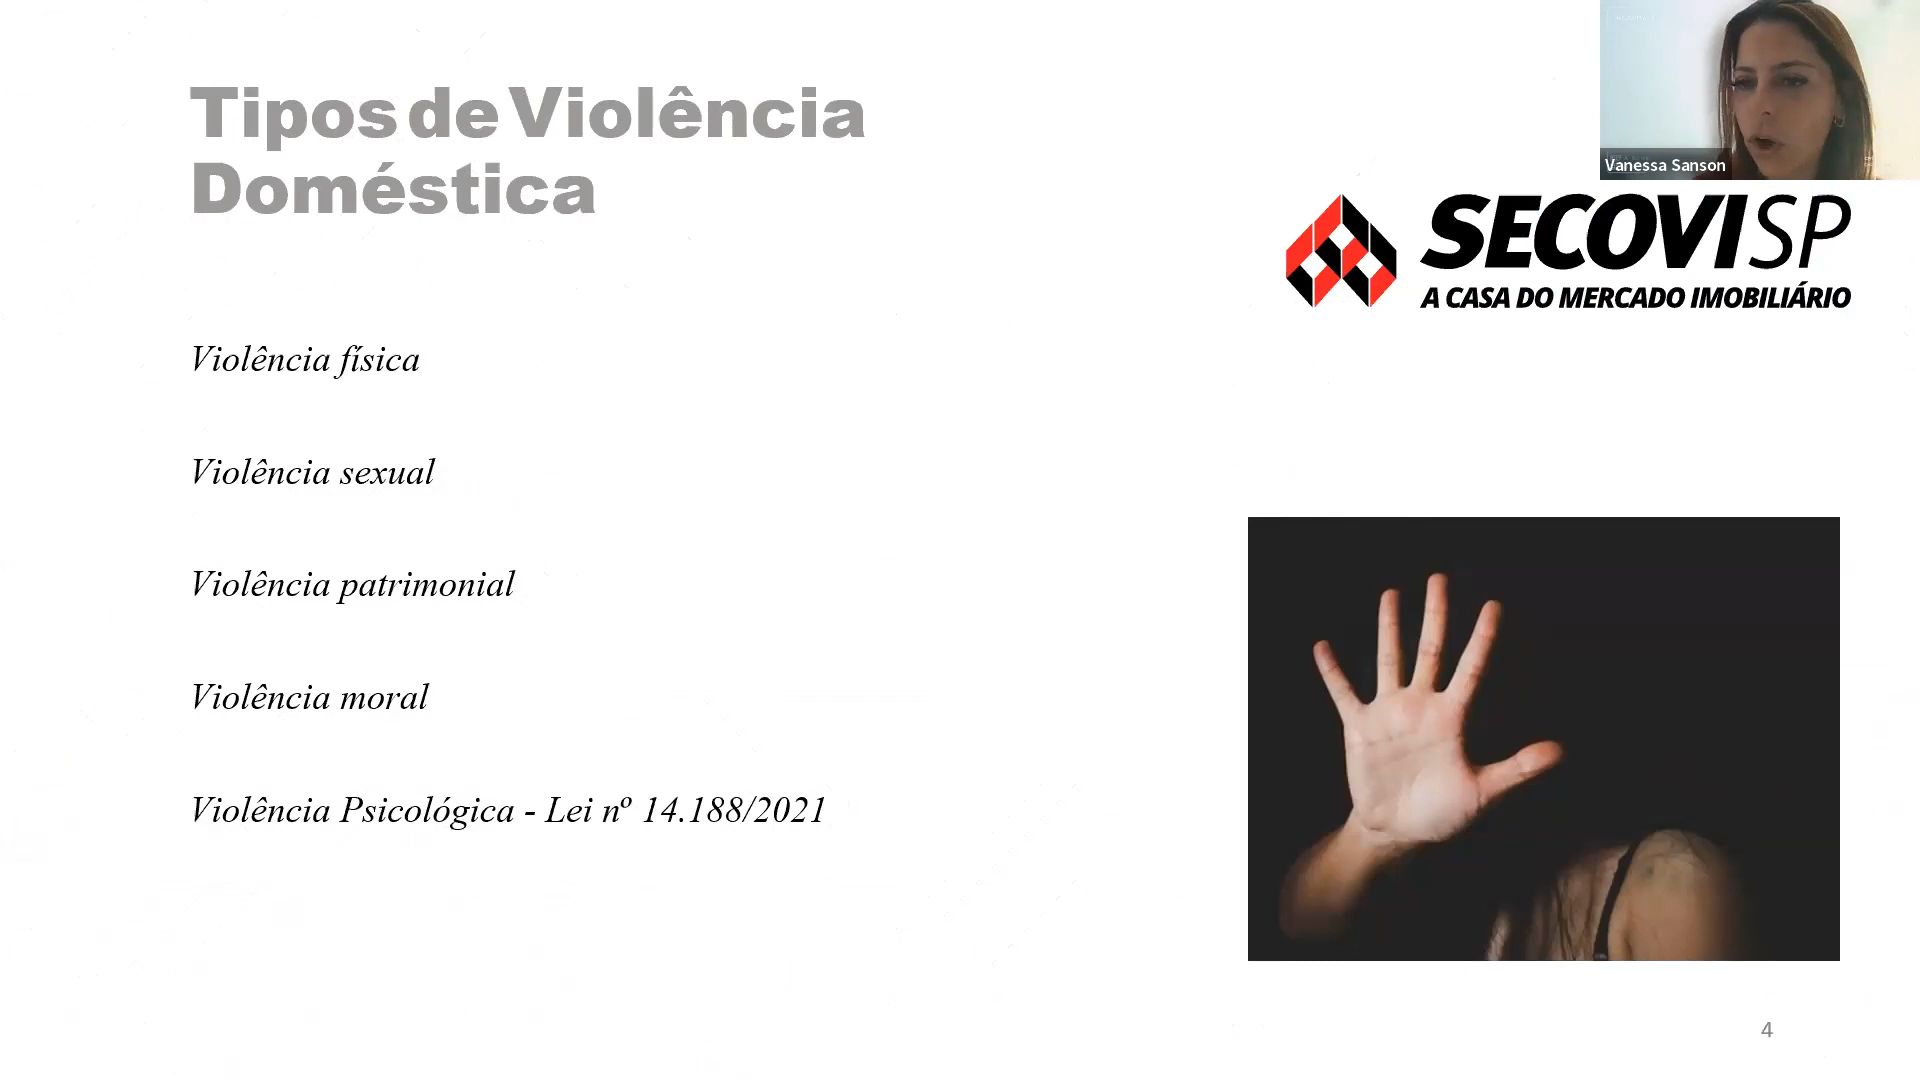 Tipos de Violência
Doméstica
Vanessa Sanson
SECOVI SP
A CASA DO MERCADO IMOBILIÁRIO
Violência física
Violência sexual
Violência patrimonial
Violência moral
Violência Psicológica - Lei nº 14.188/2021
4